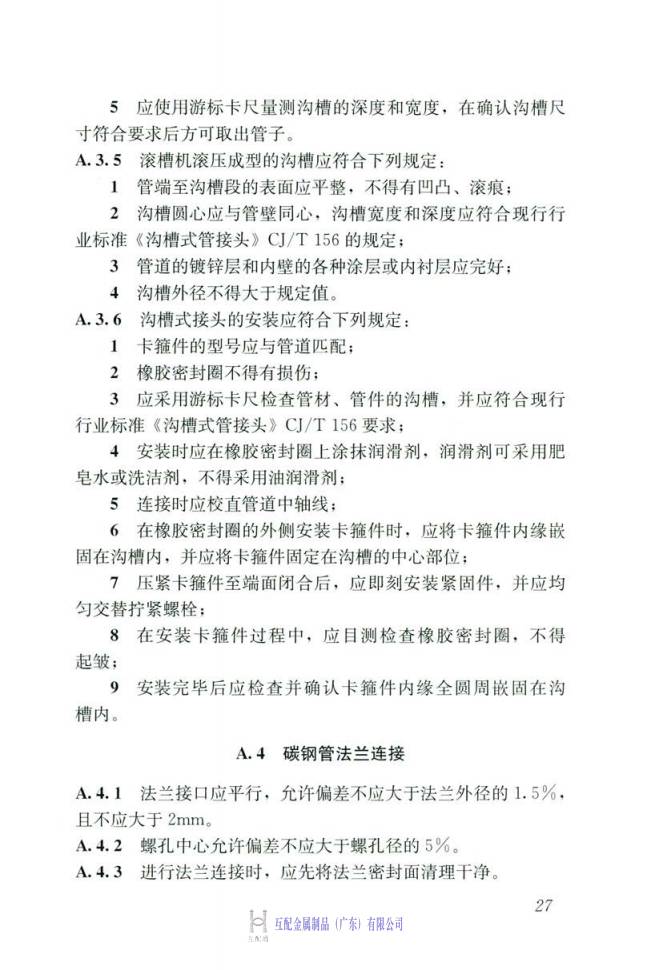 5 应使用游标卡尺量测沟槽的深度和宽度，在确认沟槽尺
寸符合要求后方可取出管子。
A.3.5 滚槽机滚压成型的沟槽应符合下列规定：
1 管端至沟槽段的表面应平整，不得有凹凸、滚痕；
2 沟槽圆心应与管壁同心，沟槽宽度和深度应符合现行行
业标准《沟槽式管接头》CJ/T 156 的规定；
3 管道的镀锌层和内壁的各种涂层或内衬层应完好；
4 沟槽外径不得大于规定值。
A.3.6 沟槽式接头的安装应符合下列规定：
1 卡箍件的型号应与管道匹配；
2 橡胶密封圈不得有损伤；
3 应采用游标卡尺检查管材、管件的沟槽，并应符合现行
行业标准《沟槽式管接头》CJ/T 156 要求；
4 安装时应在橡胶密封圈上涂抹润滑剂，润滑剂可采用肥
皂水或洗洁剂，不得采用油润滑剂；
5 连接时应校直管道中轴线；
6 在橡胶密封圈的外侧安装卡箍件时，应将卡箍件内缘嵌
固在沟槽内，并应将卡箍件固定在沟槽的中心部位；
7 压紧卡箍件至端面闭合后，应即刻安装紧固件，并应均
匀交替拧紧螺栓；
8 在安装卡箍件过程中，应目测检查橡胶密封圈，不得
起皱；
9 安装完毕后应检查并确认卡箍件内缘全圆周嵌固在沟
槽内。
A.4 碳钢管法兰连接
A.4.1 法兰接口应平行，允许偏差不应大于法兰外径的 1.5%，
且不应大于 2mm。
A.4.2 螺孔中心允许偏差不应大于螺孔径的 5%。
A.4.3 进行法兰连接时，应先将法兰密封面清理干净。
27
互配金属制品（广东）有限公司